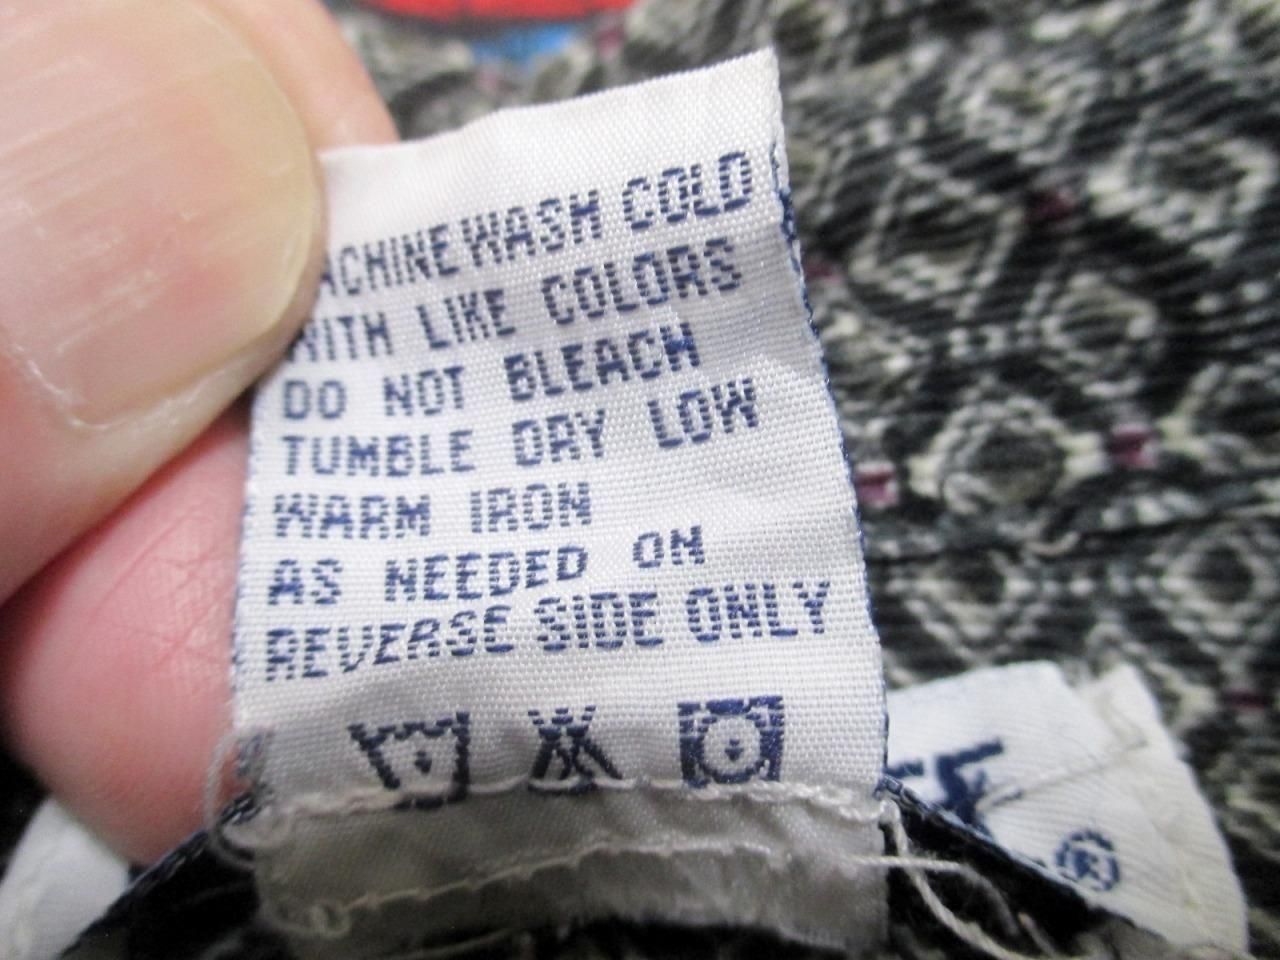 MACHINE WASH COLD
WITH LIKE COLORS
DO NOT BLEACH
TUMBLE DRY LOW
WARM IRON
AS NEEDED ON
REVERSE SIDE ONLY
®